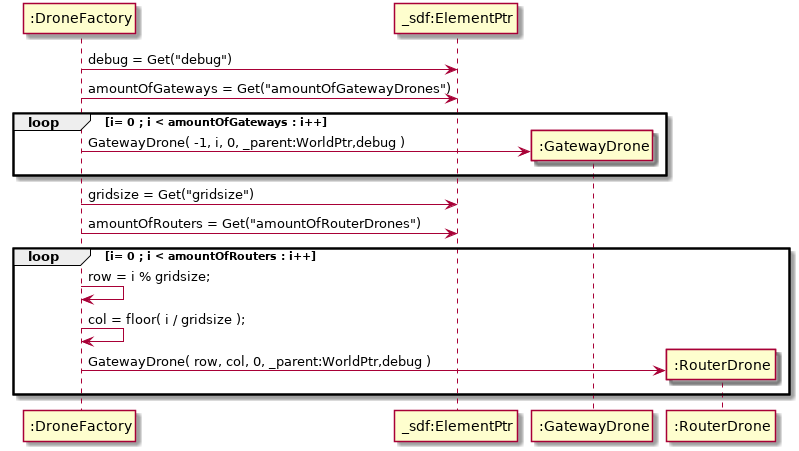 :DroneFactory
_sdf:ElementPtr
debug = Get("debug")
amountOfGateways = Get("amountOfGatewayDrones")
loop [i= 0 ; i < amountOfGateways : i++]
GatewayDrone( -1, i, 0, _parent:WorldPtr,debug )
:GatewayDrone
gridsize = Get("gridsize")
amountOfRouters = Get("amountOfRouterDrones")
loop [i= 0 ; i < amountOfRouters : i++]
row = i % gridsize;
col = floor( i / gridsize );
GatewayDrone( row, col, 0, _parent:WorldPtr,debug )
:RouterDrone
:DroneFactory
_sdf:ElementPtr
:GatewayDrone
:RouterDrone